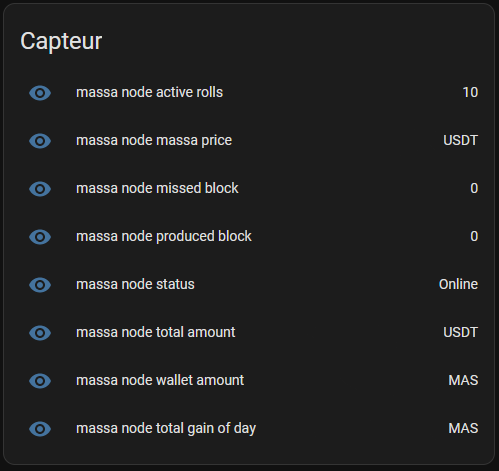 Capteur
massa node active rolls 10
massa node massa price USDT
massa node missed block 0
massa node produced block 0
massa node status Online
massa node total amount USDT
massa node wallet amount MAS
massa node total gain of day MAS